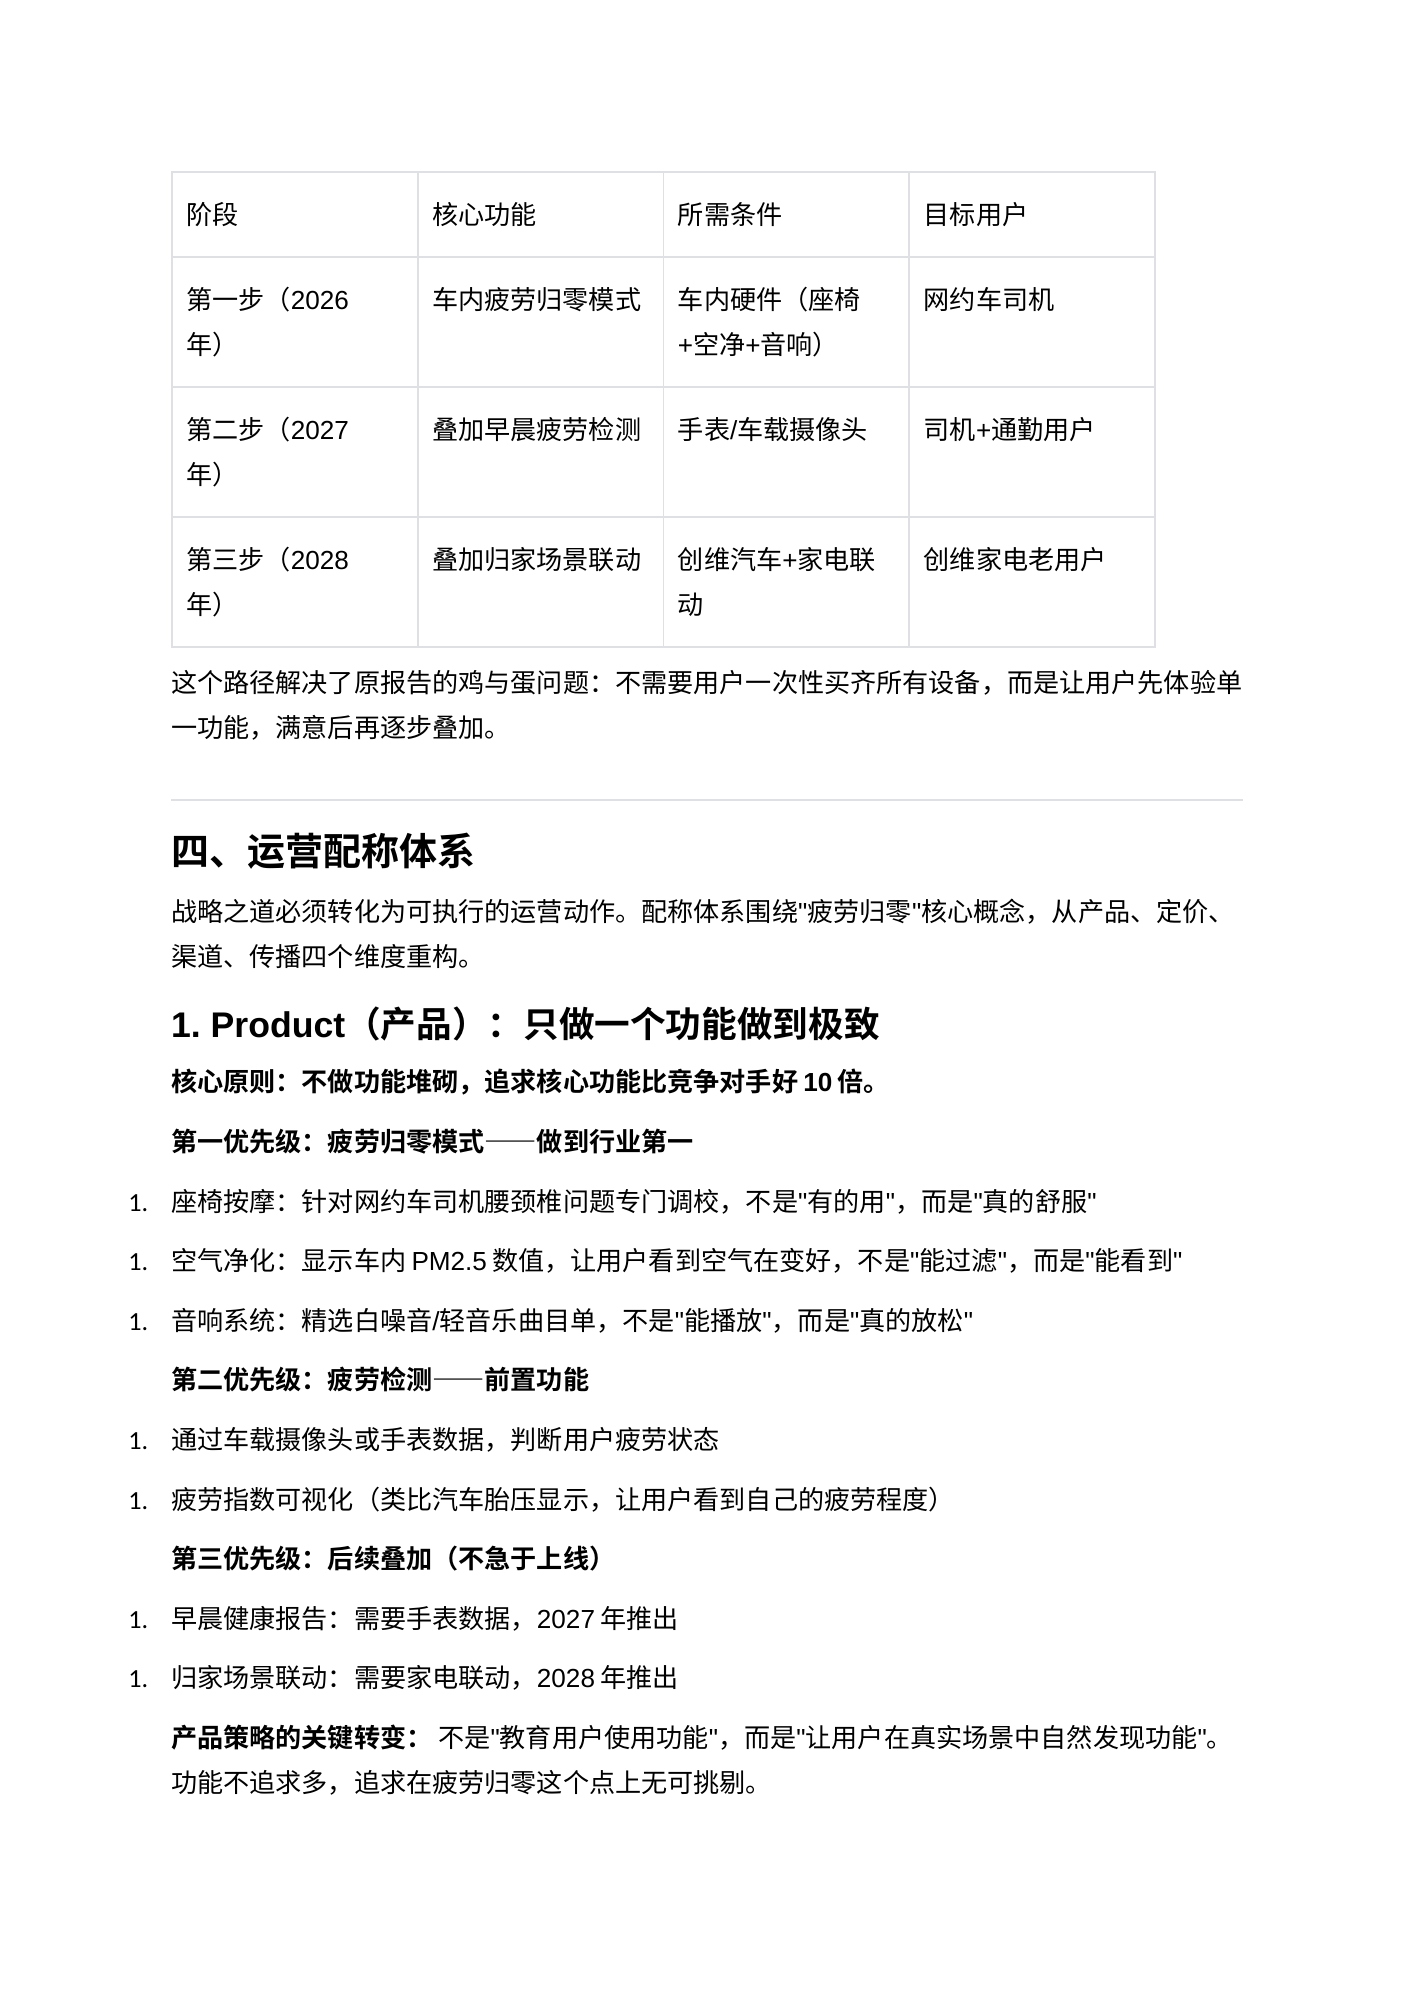 阶段 核心功能 所需条件 目标用户
第一步（2026 车内疲劳归零模式 车内硬件（座椅 网约车司机
年） +空净+音响）
第二步（2027 叠加早晨疲劳检测 手表/车载摄像头 司机+通勤用户
年）
第三步（2028 叠加归家场景联动 创维汽车+家电联 创维家电老用户
年） 动
这个路径解决了原报告的鸡与蛋问题：不需要用户一次性买齐所有设备，而是让用户先体验单
一功能，满意后再逐步叠加。
四、运营配称体系
战略之道必须转化为可执行的运营动作。配称体系围绕"疲劳归零"核心概念，从产品、定价、
渠道、传播四个维度重构。
1. Product（产品）：只做一个功能做到极致
核心原则：不做功能堆砌，追求核心功能比竞争对手好 10 倍。
第一优先级：疲劳归零模式——做到行业第一
1. 座椅按摩：针对网约车司机腰颈椎问题专门调校，不是"有的用"，而是"真的舒服"
1. 空气净化：显示车内 PM2.5 数值，让用户看到空气在变好，不是"能过滤"，而是"能看到"
1. 音响系统：精选白噪音/轻音乐曲目单，不是"能播放"，而是"真的放松"
第二优先级：疲劳检测——前置功能
1. 通过车载摄像头或手表数据，判断用户疲劳状态
1. 疲劳指数可视化（类比汽车胎压显示，让用户看到自己的疲劳程度）
第三优先级：后续叠加（不急于上线）
1. 早晨健康报告：需要手表数据，2027 年推出
1. 归家场景联动：需要家电联动，2028 年推出
产品策略的关键转变： 不是"教育用户使用功能"，而是"让用户在真实场景中自然发现功能"。
功能不追求多，追求在疲劳归零这个点上无可挑剔。